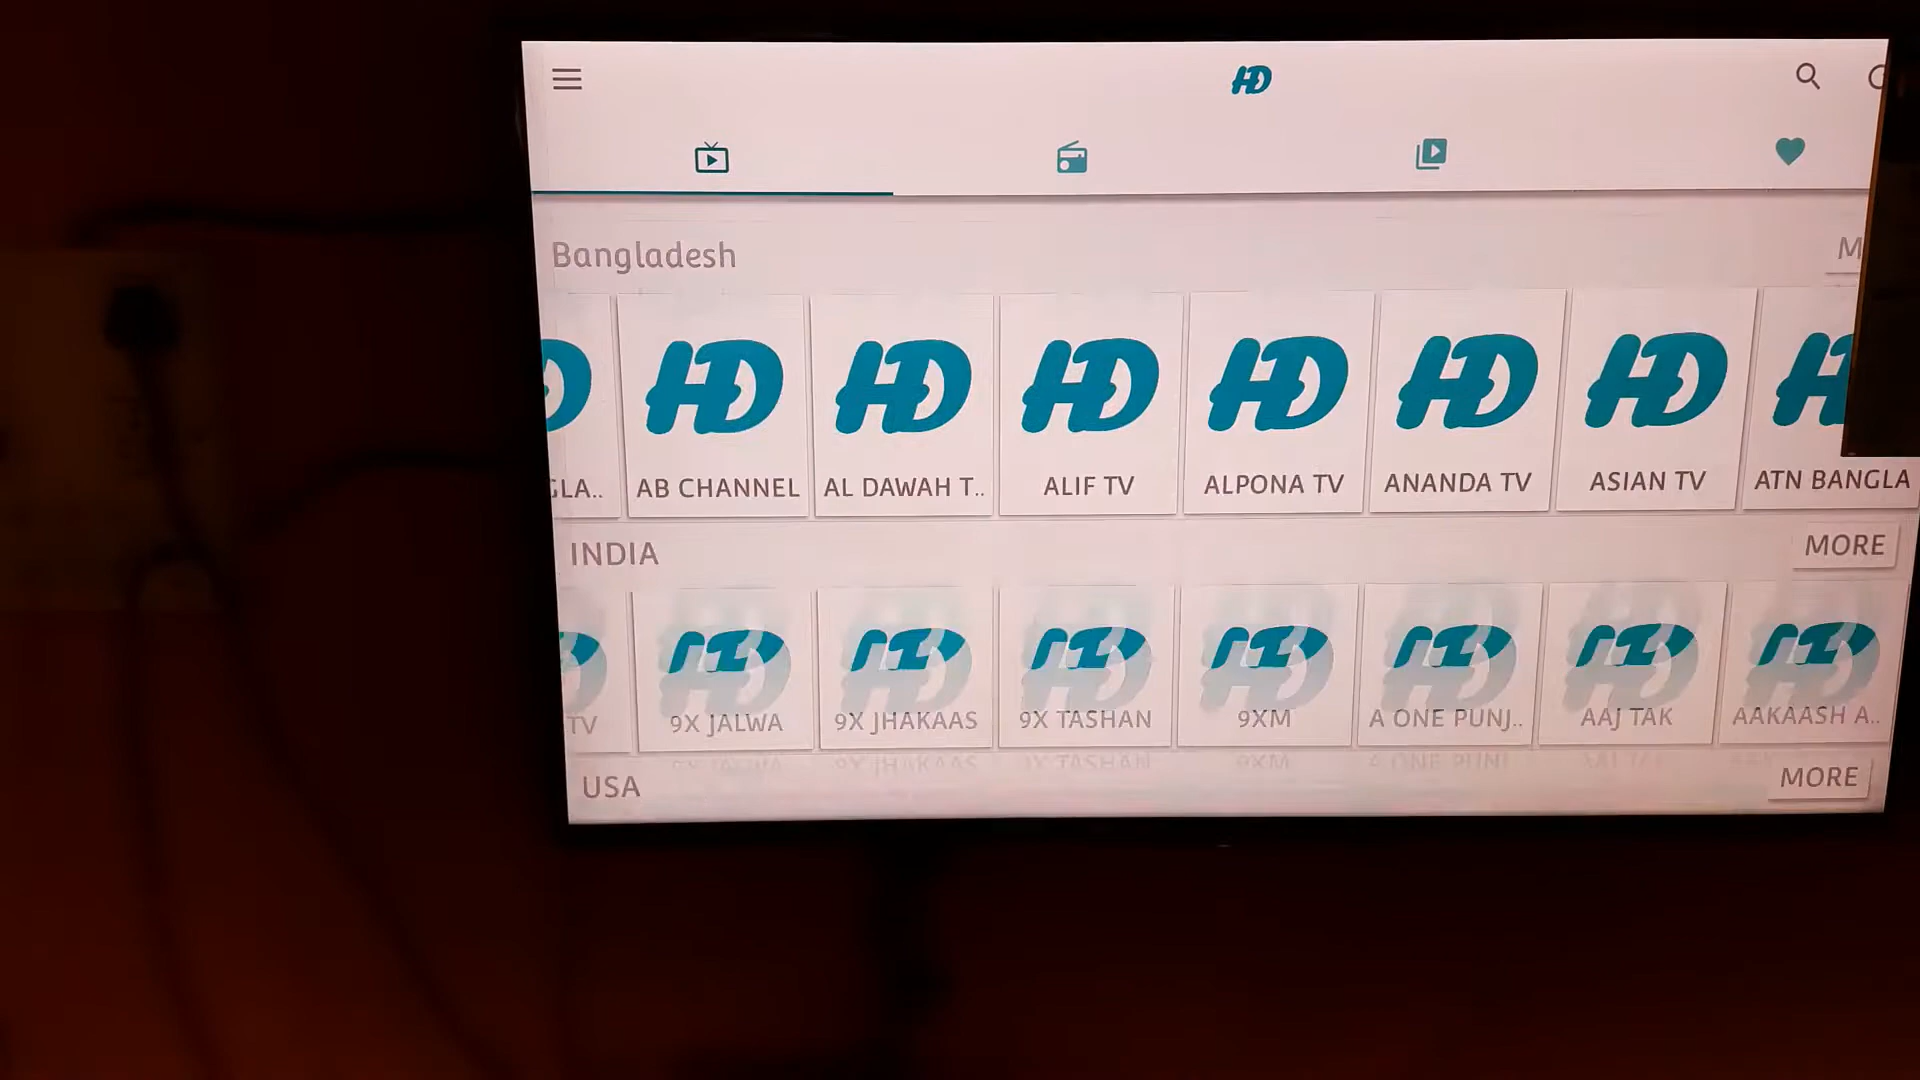 HD
Bangladesh
HD HD HD HD HD HD
AB CHANNEL AL DAWAH T.. ALIF TV ALPONA TV ANANDA TV ASIAN TV ATN BANGLA
INDIA MORE
TV 9X JALWA 9X JHAKAAS 9X TASHAN 9XM A ONE PUNJ.. AAJ TAK AAKAASH A..
USA MORE